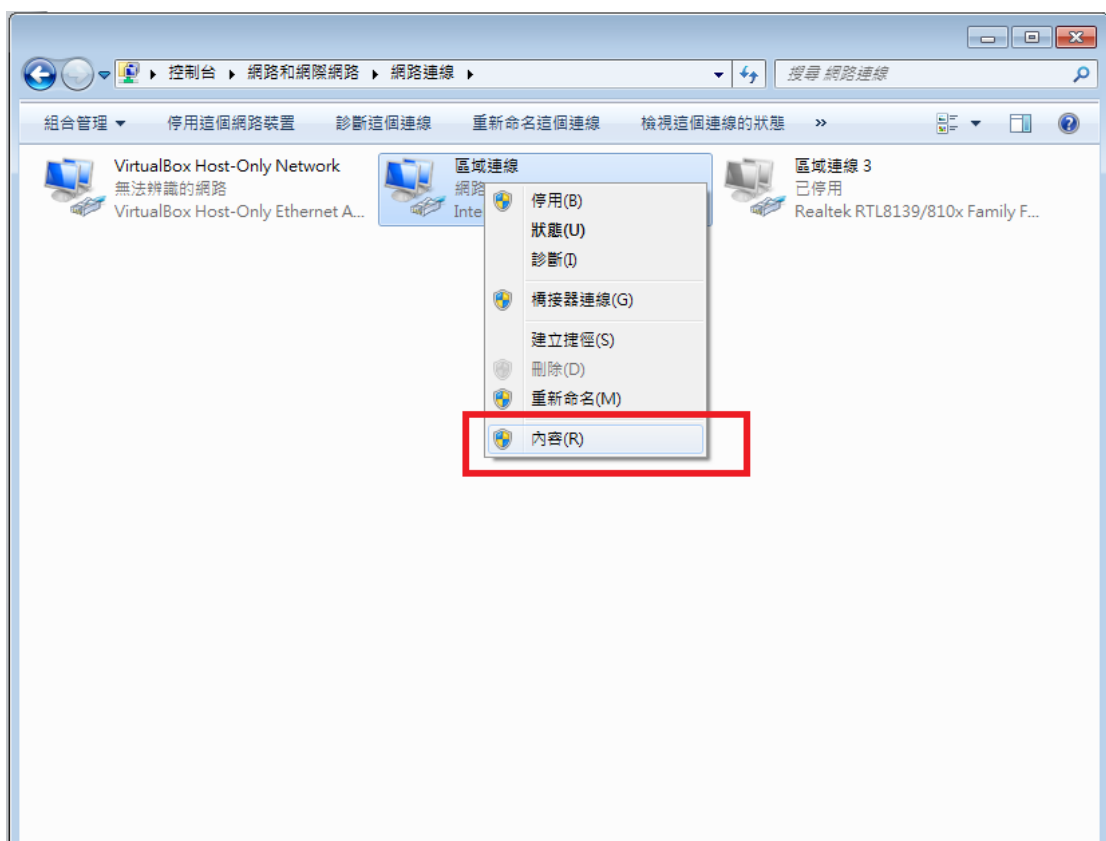 控制台 ▸ 網路和網際網路 ▸ 網路連線 ▸
搜尋 網路連線
組合管理 ▼ 停用這個網路裝置 診斷這個連線 重新命名這個連線 檢視這個連線的狀態 »
VirtualBox Host-Only Network
無法辨識的網路
VirtualBox Host-Only Ethernet A...
區域連線
網路
Inte
區域連線 3
已停用
Realtek RTL8139/810x Family F...
停用(B)
狀態(U)
診斷(I)
橋接器連線(G)
建立捷徑(S)
刪除(D)
重新命名(M)
內容(R)